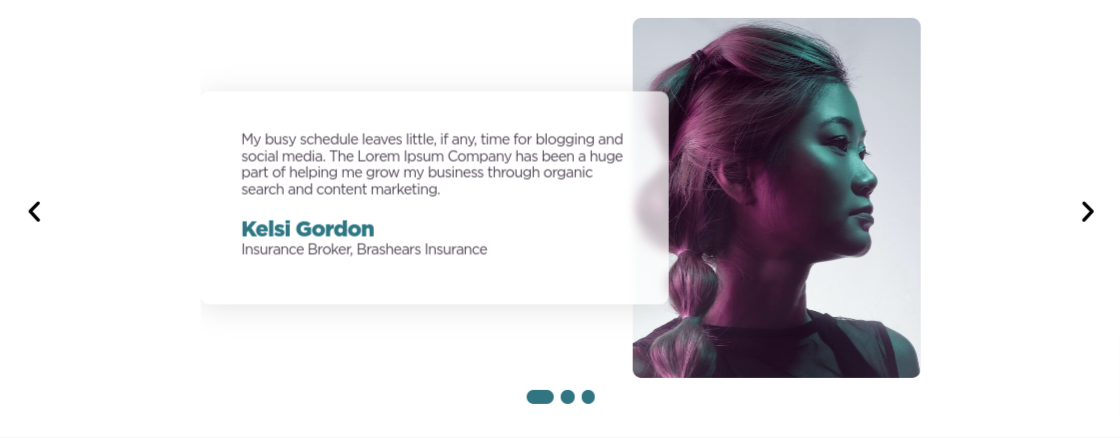 My busy schedule leaves little, if any, time for blogging and
social media. The Lorem Ipsum Company has been a huge
part of helping me grow my business through organic
search and content marketing.
Kelsi Gordon
Insurance Broker, Brashears Insurance